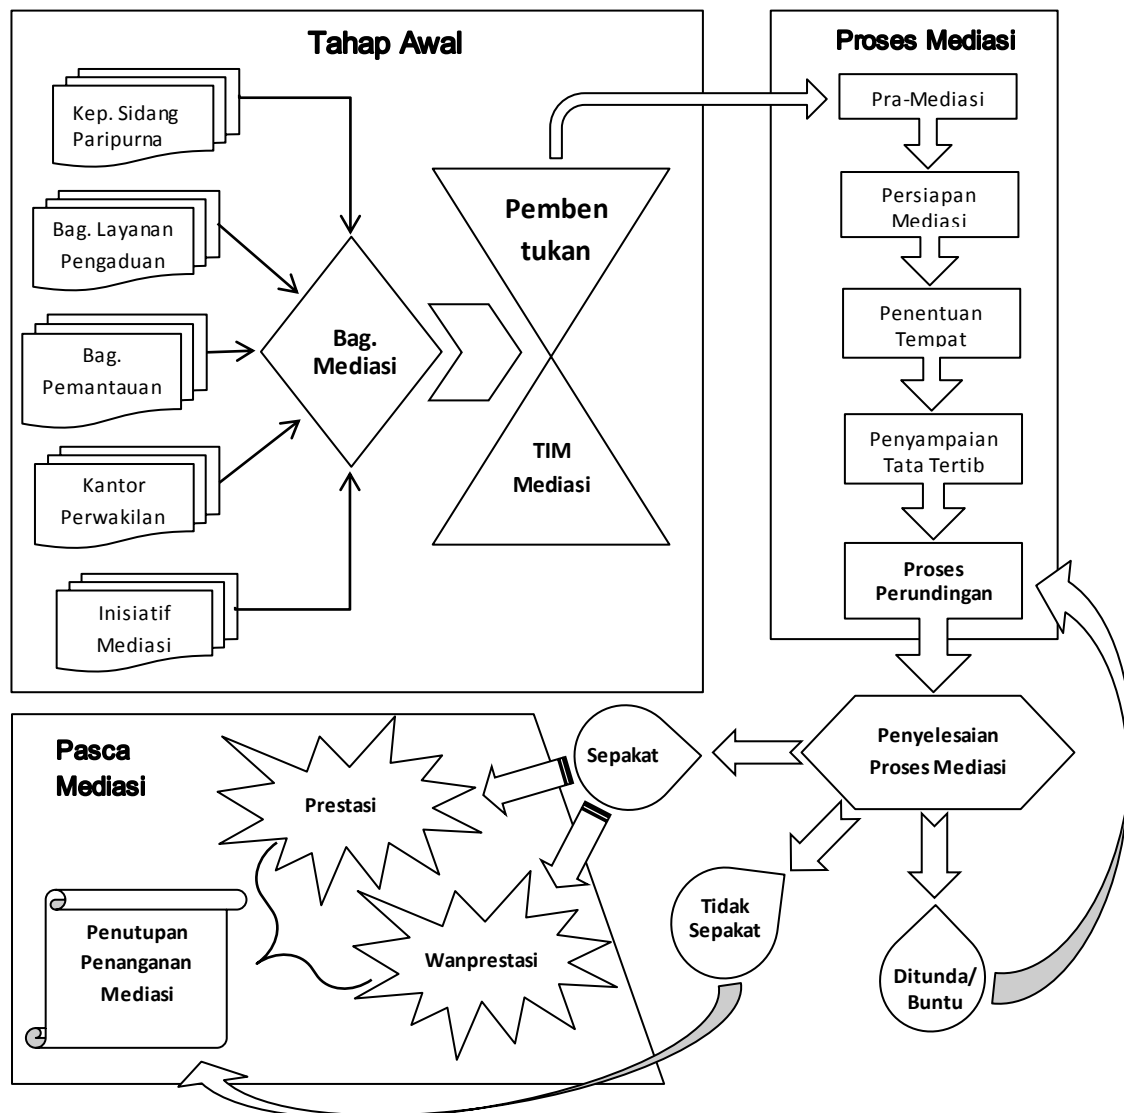 Tahap Awal
Kep. Sidang
Paripurna
Bag. Layanan
Pengaduan
Bag.
Pemantauan
Kantor
Perwakilan
Inisiatif
Mediasi
Bag.
Mediasi
Pemben
tukan
TIM
Mediasi
Proses Mediasi
Pra-Mediasi
Persiapan
Mediasi
Penentuan
Tempat
Penyampaian
Tata Tertib
Proses
Perundingan
Penyelesaian
Proses Mediasi
Sepakat
Tidak
Sepakat
Ditunda/
Buntu
Pasca
Mediasi
Prestasi
Wanprestasi
Penutupan
Penanganan
Mediasi